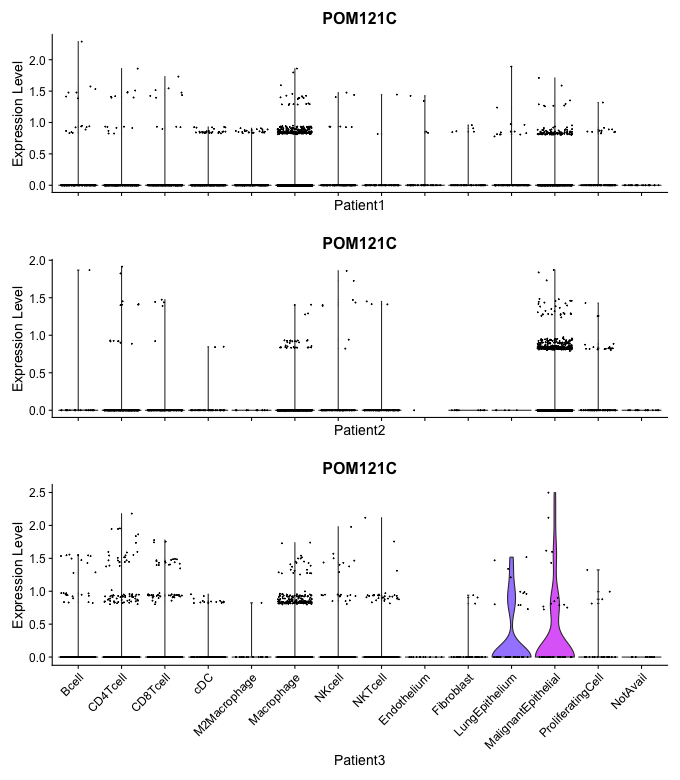 POM121C
Expression Level
2.0
1.5
1.0
0.5
0.0
Patient1
POM121C
Expression Level
2.0
1.5
1.0
0.5
0.0
Patient2
POM121C
Expression Level
2.5
2.0
1.5
1.0
0.5
0.0
Bcell
CD4Tcell
CD8Tcell
cDC
M2Macrophage
Macrophage
NKcell
NKTcell
Endothelium
Fibroblast
LungEpithelium
MalignantEpithelial
ProliferatingCell
NotAvail
Patient3